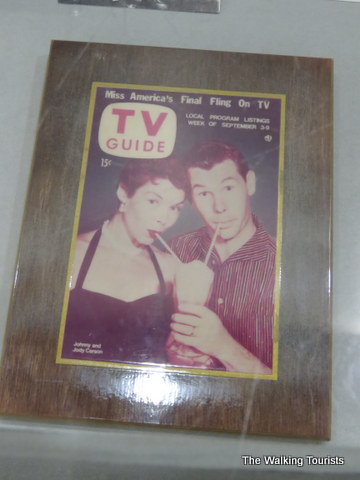 Miss America's Final Fling On TV
TV
GUIDE
LOCAL PROGRAM LISTINGS
WEEK OF SEPTEMBER 3-9
15¢
Johnny and
Jody Carson
The Walking Tourists